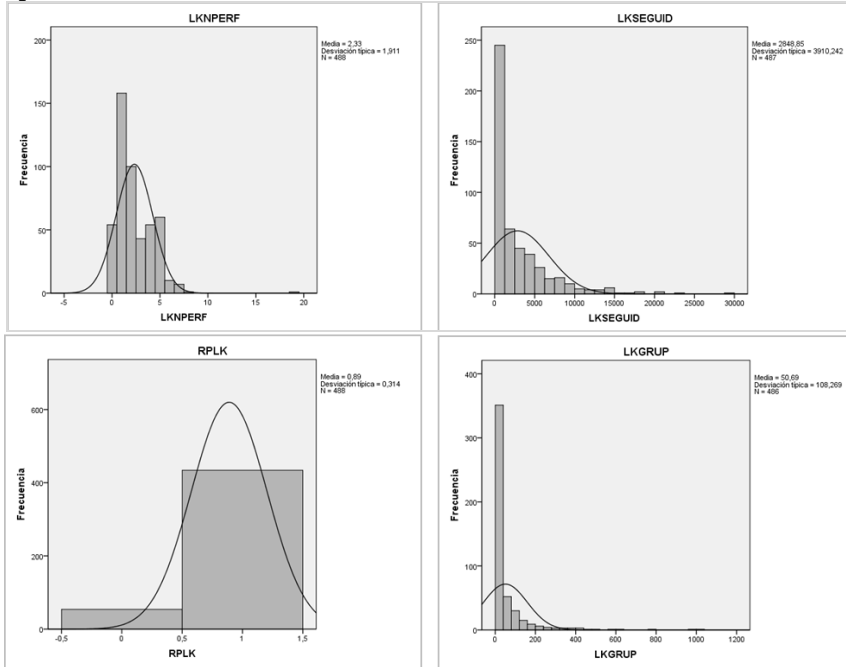 LKNPERF
Media = 2,33
Desviación típica = 1,911
N = 488
200
150
100
50
0
Frecuencia
-5
0
5
10
15
20
LKNPERF
LKSEGUID
Media = 2848,85
Desviación típica = 3910,242
N = 487
250
200
150
100
50
0
Frecuencia
0
5000
10000
15000
20000
25000
30000
LKSEGUID
RPLK
Media = 0,89
Desviación típica = 0,314
N = 488
600
400
200
0
Frecuencia
-0,5
0
0,5
1
1,5
RPLK
LKGRUP
Media = 50,69
Desviación típica = 108,269
N = 486
400
300
200
100
0
Frecuencia
0
200
400
600
800
1000
1200
LKGRUP